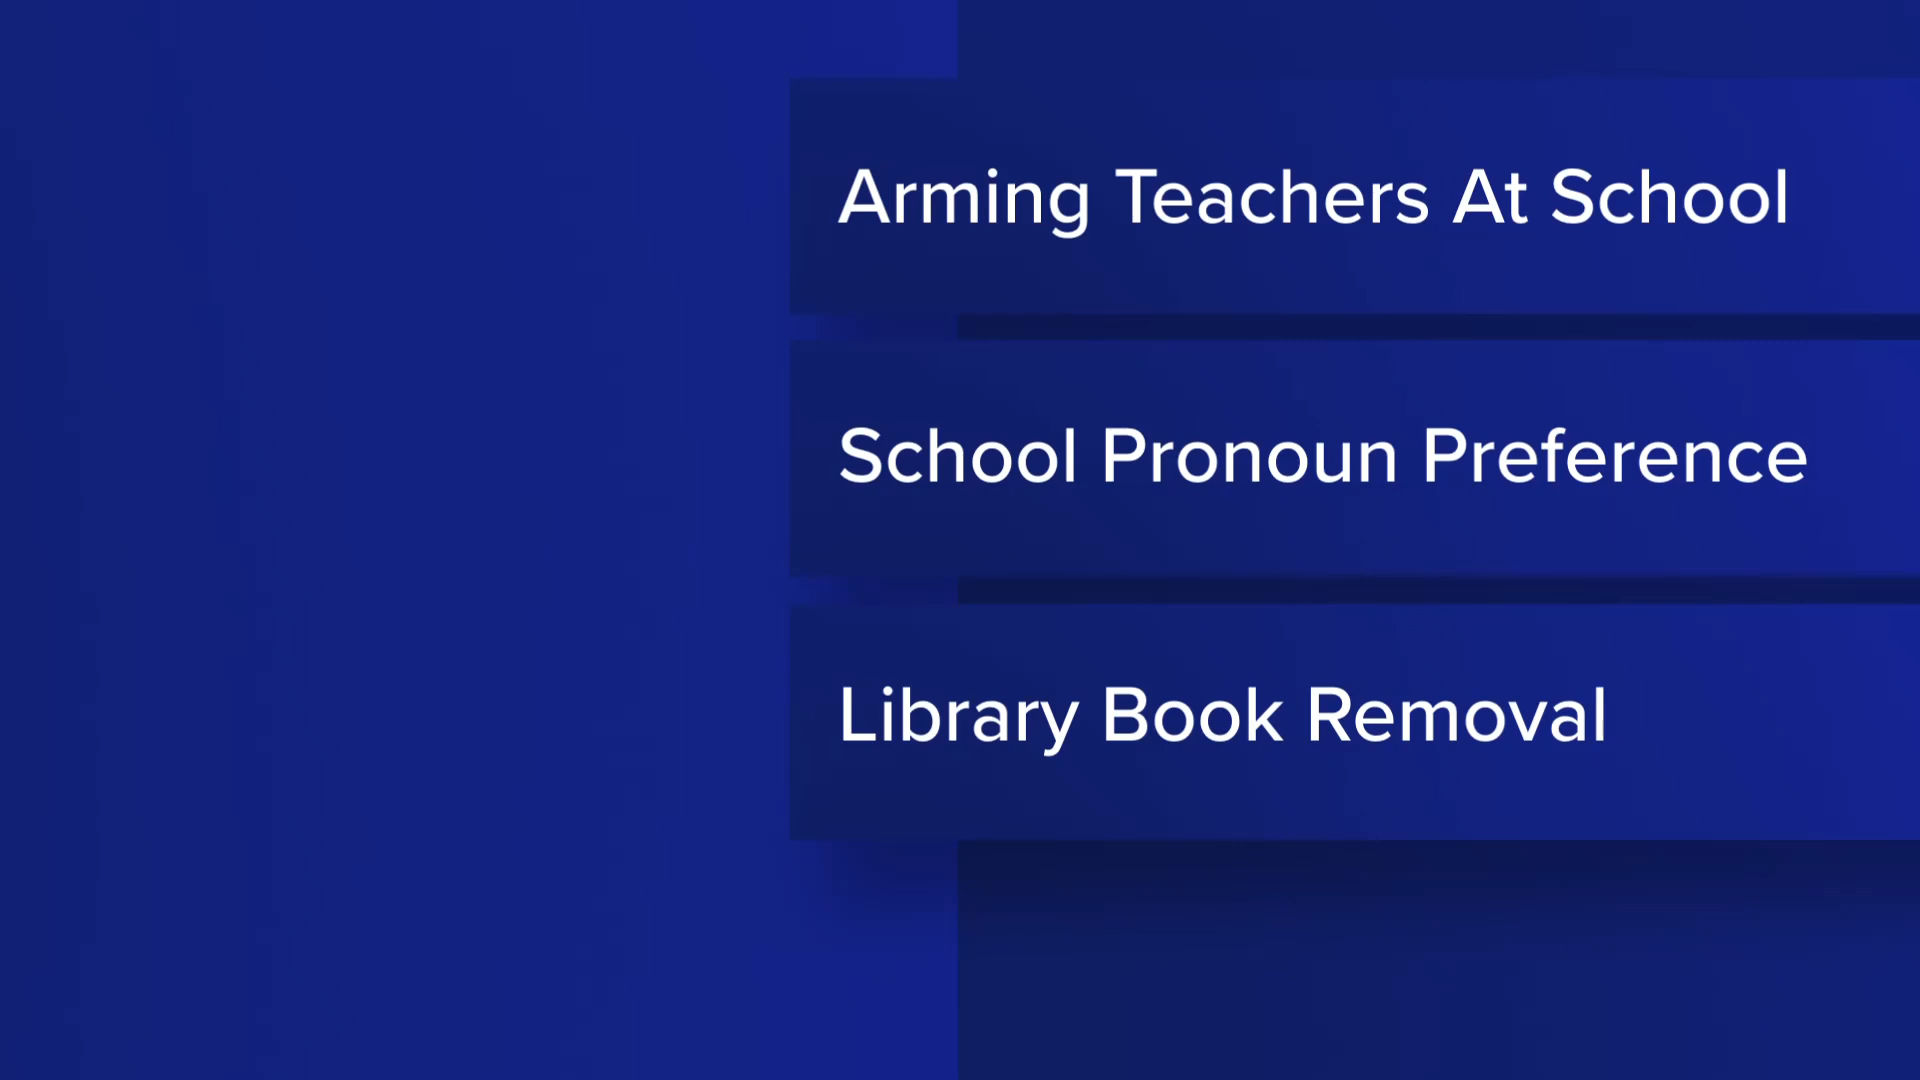 Arming Teachers At School
School Pronoun Preference
Library Book Removal